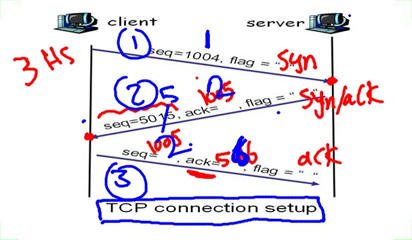 client server
① 1
seq=1004, flag = " syn "
3 Hs
② 5 1005
seq=5015, ack= , flag = " syn/ack
1005
seq= , ack= , flag = " " ack
③
TCP connection setup